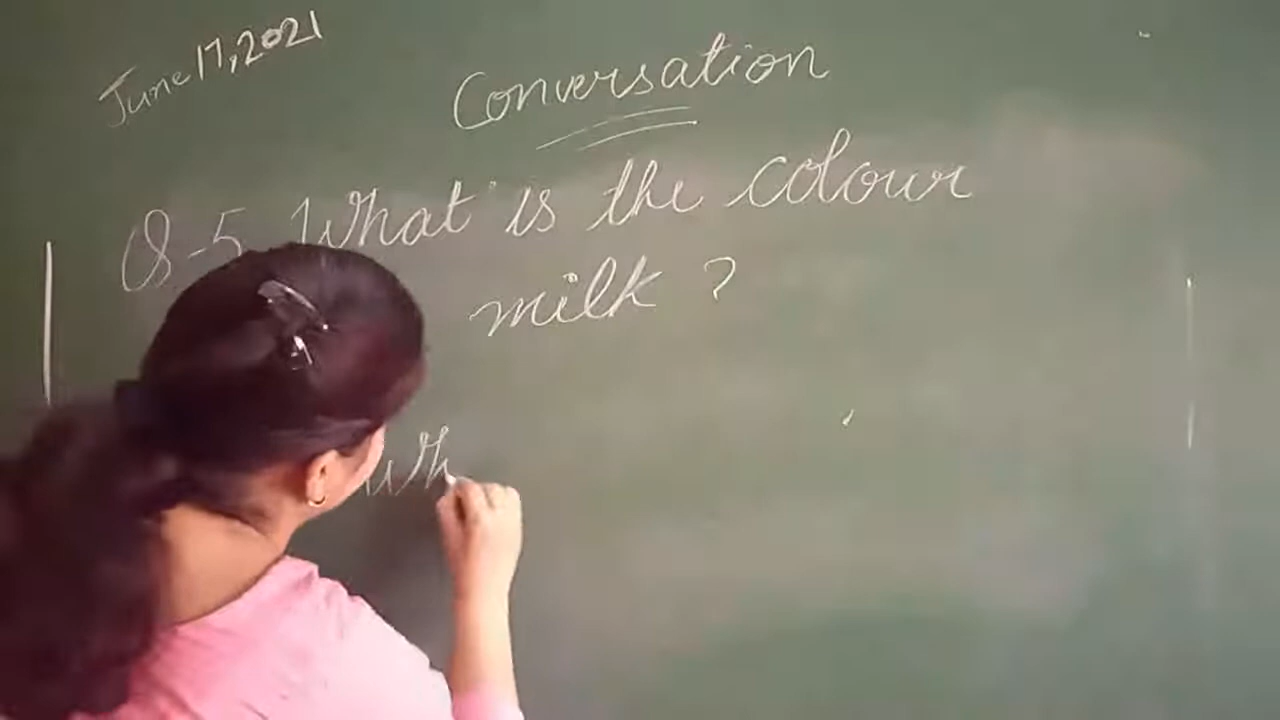 June 17, 2021
Conversation
Q-5 What is the colour
milk ?
Wh